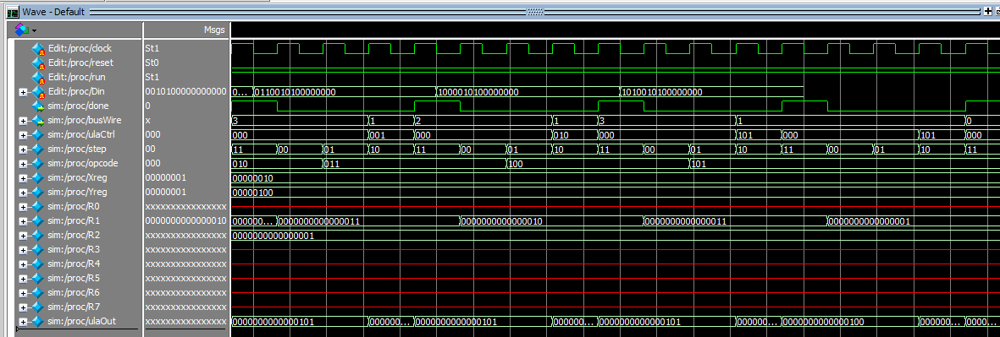 Wave - Default
Msgs
Edit:/proc/clock St1
Edit:/proc/reset St0
Edit:/proc/run St1
Edit:/proc/Din 0010100000000000 0... 0110010100000000 1000010100000000 1010010100000000
sim:/proc/done 0
sim:/proc/busWire x 3 1 2 1 3 1 0
sim:/proc/ulaCtrl 000 000 001 000 010 000 101 000 101 000
sim:/proc/step 00 11 00 01 10 11 00 01 10 11 00 01 10 11 00 01 10 11
sim:/proc/opcode 000 010 011 100 101
sim:/proc/Xreg 00000001 00000010
sim:/proc/Yreg 00000001 00000100
sim:/proc/R0 xxxxxxxxxxxxxxxx
sim:/proc/R1 0000000000000010 000000... 0000000000000011 0000000000000010 0000000000000011 0000000000000001
sim:/proc/R2 xxxxxxxxxxxxxxxx 0000000000000001
sim:/proc/R3 xxxxxxxxxxxxxxxx
sim:/proc/R4 xxxxxxxxxxxxxxxx
sim:/proc/R5 xxxxxxxxxxxxxxxx
sim:/proc/R6 xxxxxxxxxxxxxxxx
sim:/proc/R7 xxxxxxxxxxxxxxxx
sim:/proc/ulaOut xxxxxxxxxxxxxxxx 0000000000000101 000000... 0000000000000101 000000... 0000000000000101 000000... 0000000000000100 000000... 0000...